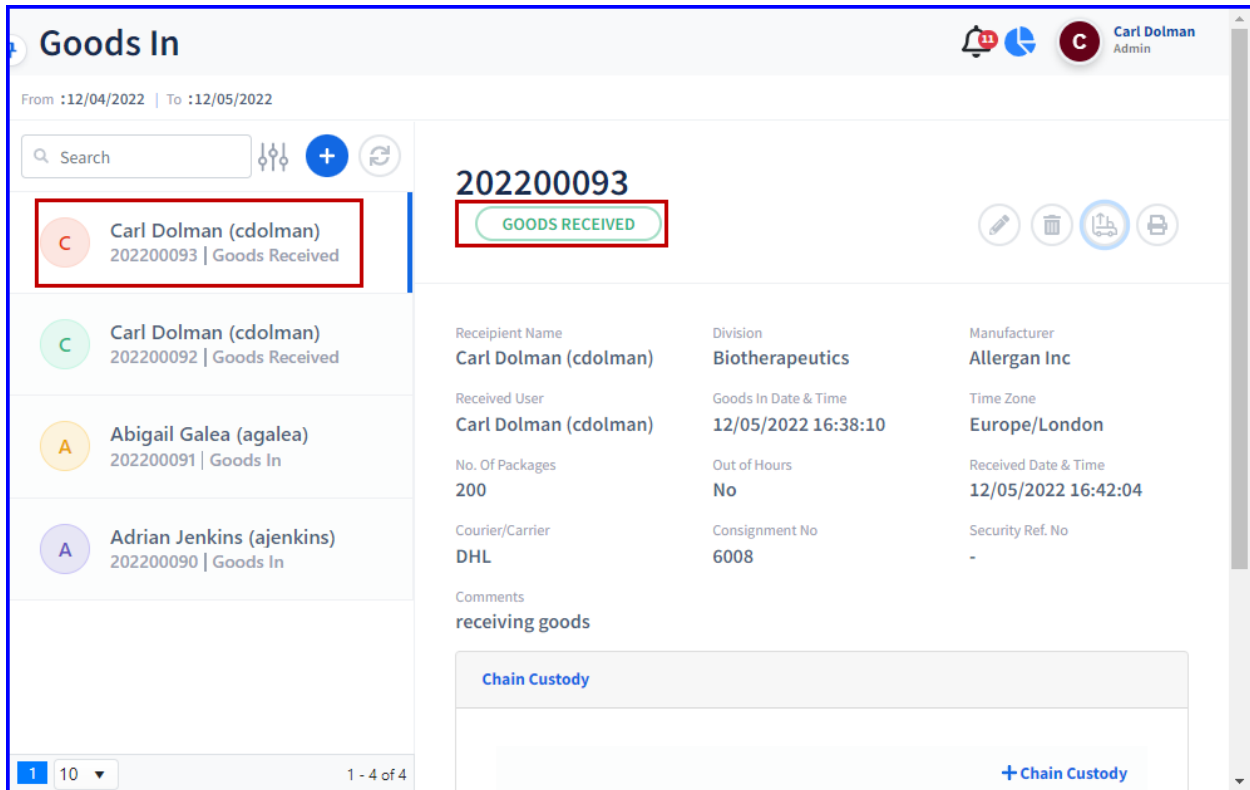 Goods In
11
C
Carl Dolman
Admin
From :12/04/2022 | To :12/05/2022
Search
C
Carl Dolman (cdolman)
202200093 | Goods Received
C
Carl Dolman (cdolman)
202200092 | Goods Received
A
Abigail Galea (agalea)
202200091 | Goods In
A
Adrian Jenkins (ajenkins)
202200090 | Goods In
1 10 1 - 4 of 4
202200093
GOODS RECEIVED
Receipient Name Division Manufacturer
Carl Dolman (cdolman) Biotherapeutics Allergan Inc
Received User Goods In Date & Time Time Zone
Carl Dolman (cdolman) 12/05/2022 16:38:10 Europe/London
No. Of Packages Out of Hours Received Date & Time
200 No 12/05/2022 16:42:04
Courier/Carrier Consignment No Security Ref. No
DHL 6008 -
Comments
receiving goods
Chain Custody
+ Chain Custody